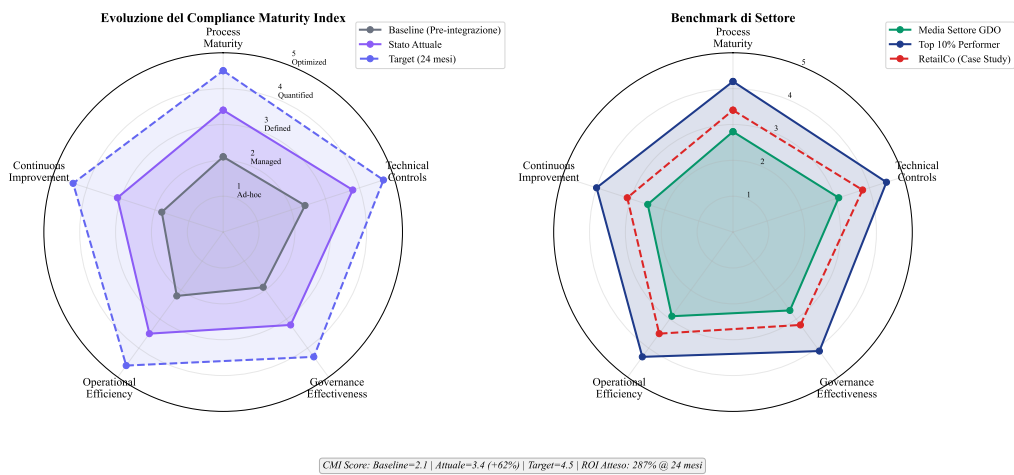 Evoluzione del Compliance Maturity Index
Process
Maturity
Technical
Controls
Governance
Effectiveness
Operational
Efficiency
Continuous
Improvement
5
Optimized
4
Quantified
3
Defined
2
Managed
1
Ad-hoc
Baseline (Pre-integrazione)
Stato Attuale
Target (24 mesi)
Benchmark di Settore
Process
Maturity
Technical
Controls
Governance
Effectiveness
Operational
Efficiency
Continuous
Improvement
5
4
3
2
1
Media Settore GDO
Top 10% Performer
RetailCo (Case Study)
CMI Score: Baseline=2.1 | Attuale=3.4 (+62%) | Target=4.5 | ROI Atteso: 287% @ 24 mesi